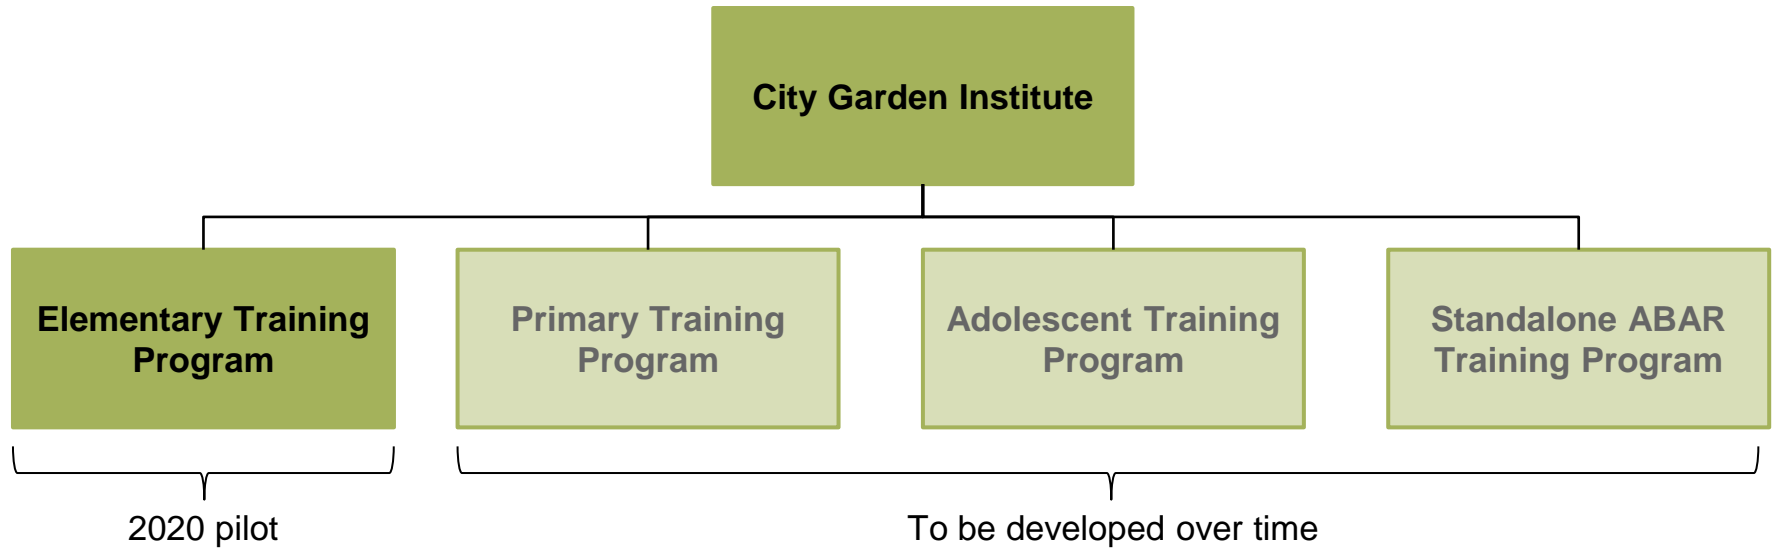 City Garden Institute
Elementary Training
Program
Primary Training
Program
Adolescent Training
Program
Standalone ABAR
Training Program
2020 pilot
To be developed over time